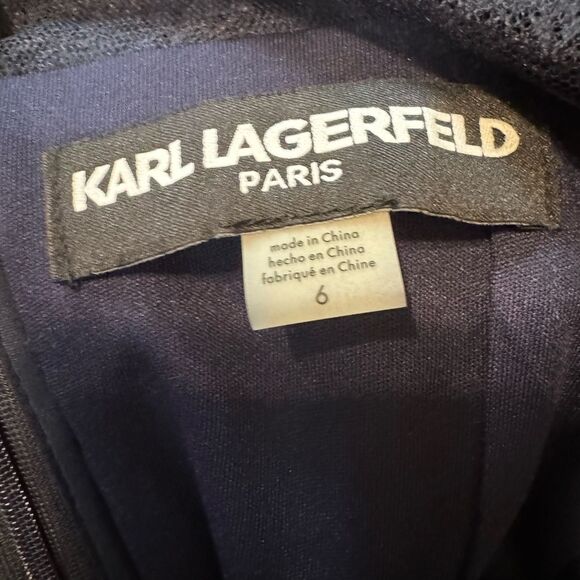 KARL LAGERFELD
PARIS
made in China
hecho en China
fabriqué en Chine
6